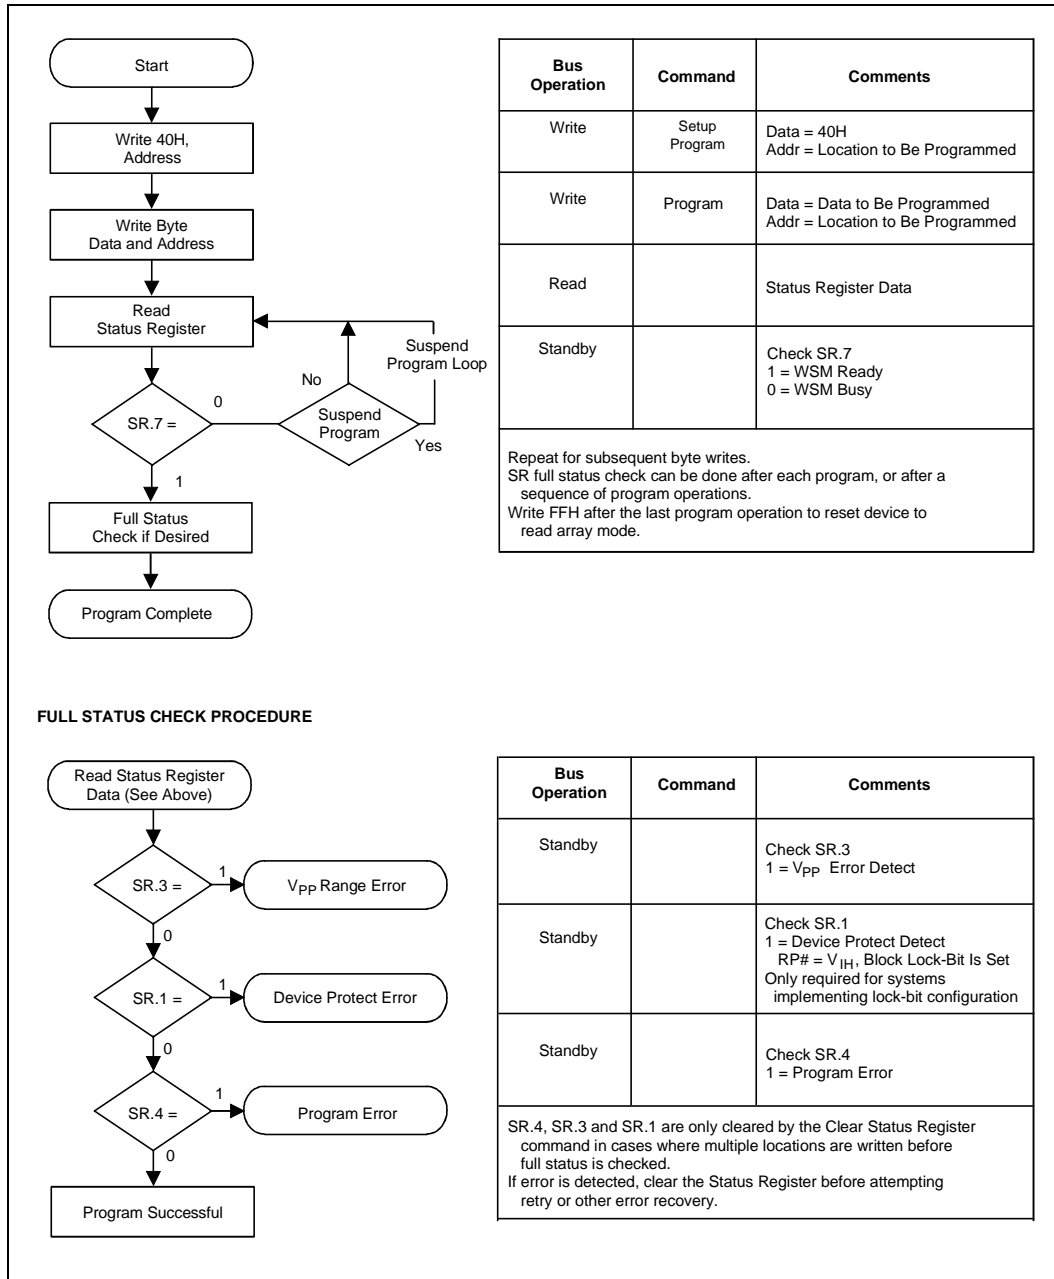 Start
Write 40H,
Address
Write Byte
Data and Address
Read
Status Register
SR.7 =
0
1
No
Suspend
Program
Yes
Suspend
Program Loop
Full Status
Check if Desired
Program Complete
Bus
Operation
Command
Comments
Write
Setup
Program
Data = 40H
Addr = Location to Be Programmed
Write
Program
Data = Data to Be Programmed
Addr = Location to Be Programmed
Read
Status Register Data
Standby
Check SR.7
1 = WSM Ready
0 = WSM Busy
Repeat for subsequent byte writes.
SR full status check can be done after each program, or after a
sequence of program operations.
Write FFH after the last program operation to reset device to
read array mode.
FULL STATUS CHECK PROCEDURE
Read Status Register
Data (See Above)
SR.3 =
1
VPP Range Error
0
SR.1 =
1
Device Protect Error
0
SR.4 =
1
Program Error
0
Program Successful
Bus
Operation
Command
Comments
Standby
Check SR.3
1 = VPP Error Detect
Standby
Check SR.1
1 = Device Protect Detect
RP# = VIH, Block Lock-Bit Is Set
Only required for systems
implementing lock-bit configuration
Standby
Check SR.4
1 = Program Error
SR.4, SR.3 and SR.1 are only cleared by the Clear Status Register
command in cases where multiple locations are written before
full status is checked.
If error is detected, clear the Status Register before attempting
retry or other error recovery.